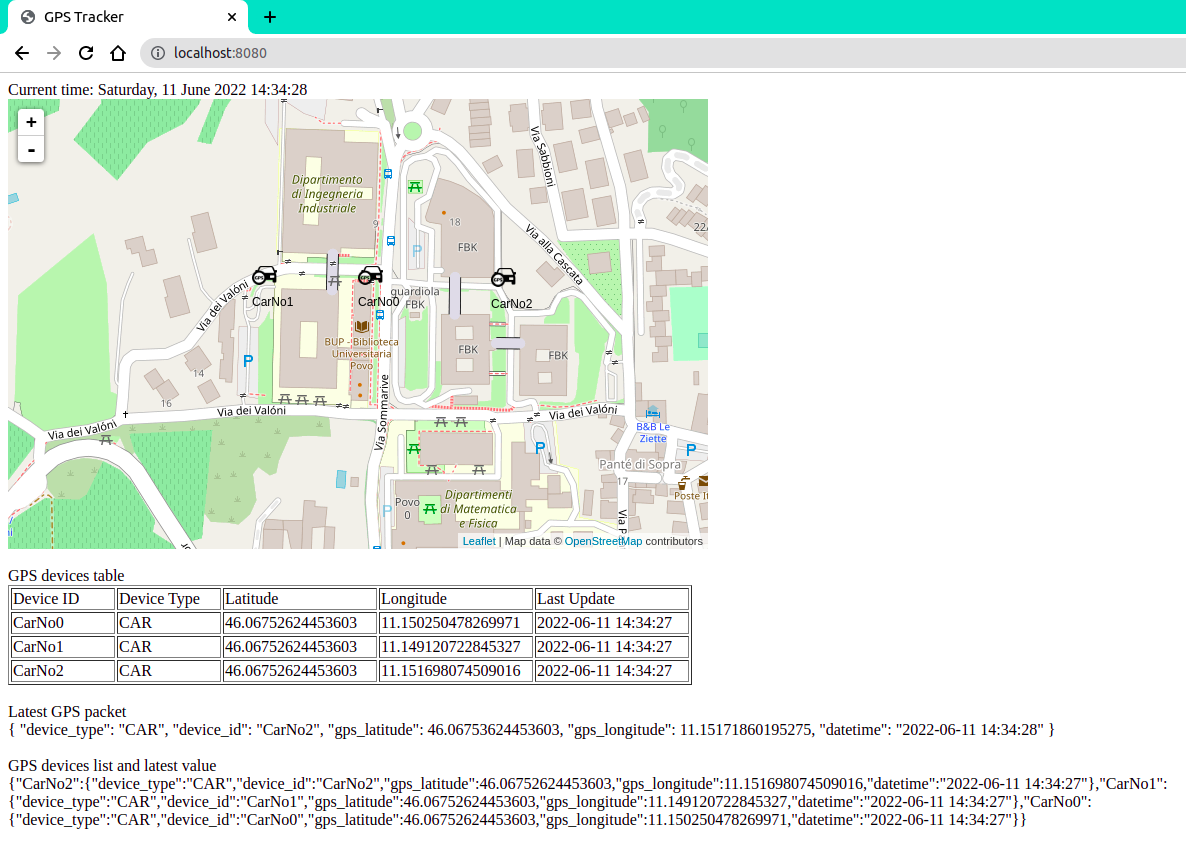 GPS Tracker
localhost:8080
Current time: Saturday, 11 June 2022 14:34:28
+
-
Via Sabbioni
Dipartimento
di Ingegneria
Industriale
9
18
FBK
P
22
Via alla Cascata
CarNo1
CarNo0
CarNo2
guardiola
FBK
Via dei Valóni
BUP - Biblioteca
Universitaria
Povo
FBK
FBK
P
14
16
Via dei Valóni
Via dei Valóni
Via dei Valóni
Via Sommarive
B&B Le
Ziette
P
P
Panté di Sopra
17
Poste It
Povo
0
P
Dipartimenti
di Matematica
e Fisica
Via P
Leaflet | Map data © OpenStreetMap contributors
GPS devices table
Device ID Device Type Latitude Longitude Last Update
CarNo0 CAR 46.06752624453603 11.150250478269971 2022-06-11 14:34:27
CarNo1 CAR 46.06752624453603 11.149120722845327 2022-06-11 14:34:27
CarNo2 CAR 46.06752624453603 11.151698074509016 2022-06-11 14:34:27
Latest GPS packet
{ "device_type": "CAR", "device_id": "CarNo2", "gps_latitude": 46.06753624453603, "gps_longitude": 11.15171860195275, "datetime": "2022-06-11 14:34:28" }
GPS devices list and latest value
{"CarNo2":{"device_type":"CAR","device_id":"CarNo2","gps_latitude":46.06752624453603,"gps_longitude":11.151698074509016,"datetime":"2022-06-11 14:34:27"},"CarNo1":
{"device_type":"CAR","device_id":"CarNo1","gps_latitude":46.06752624453603,"gps_longitude":11.149120722845327,"datetime":"2022-06-11 14:34:27"},"CarNo0":
{"device_type":"CAR","device_id":"CarNo0","gps_latitude":46.06752624453603,"gps_longitude":11.150250478269971,"datetime":"2022-06-11 14:34:27"}}